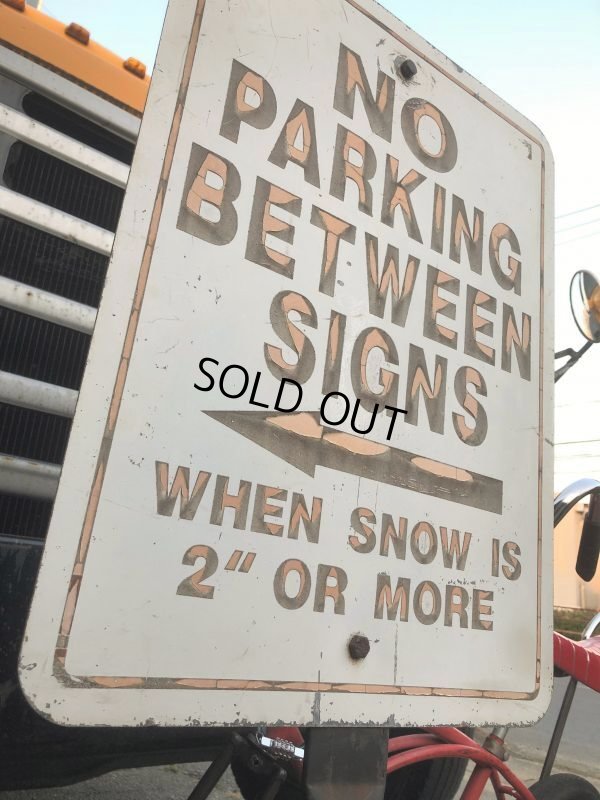 NO
PARKING
BETWEEN
SIGNS
SOLD OUT
WHEN SNOW IS
2" OR MORE